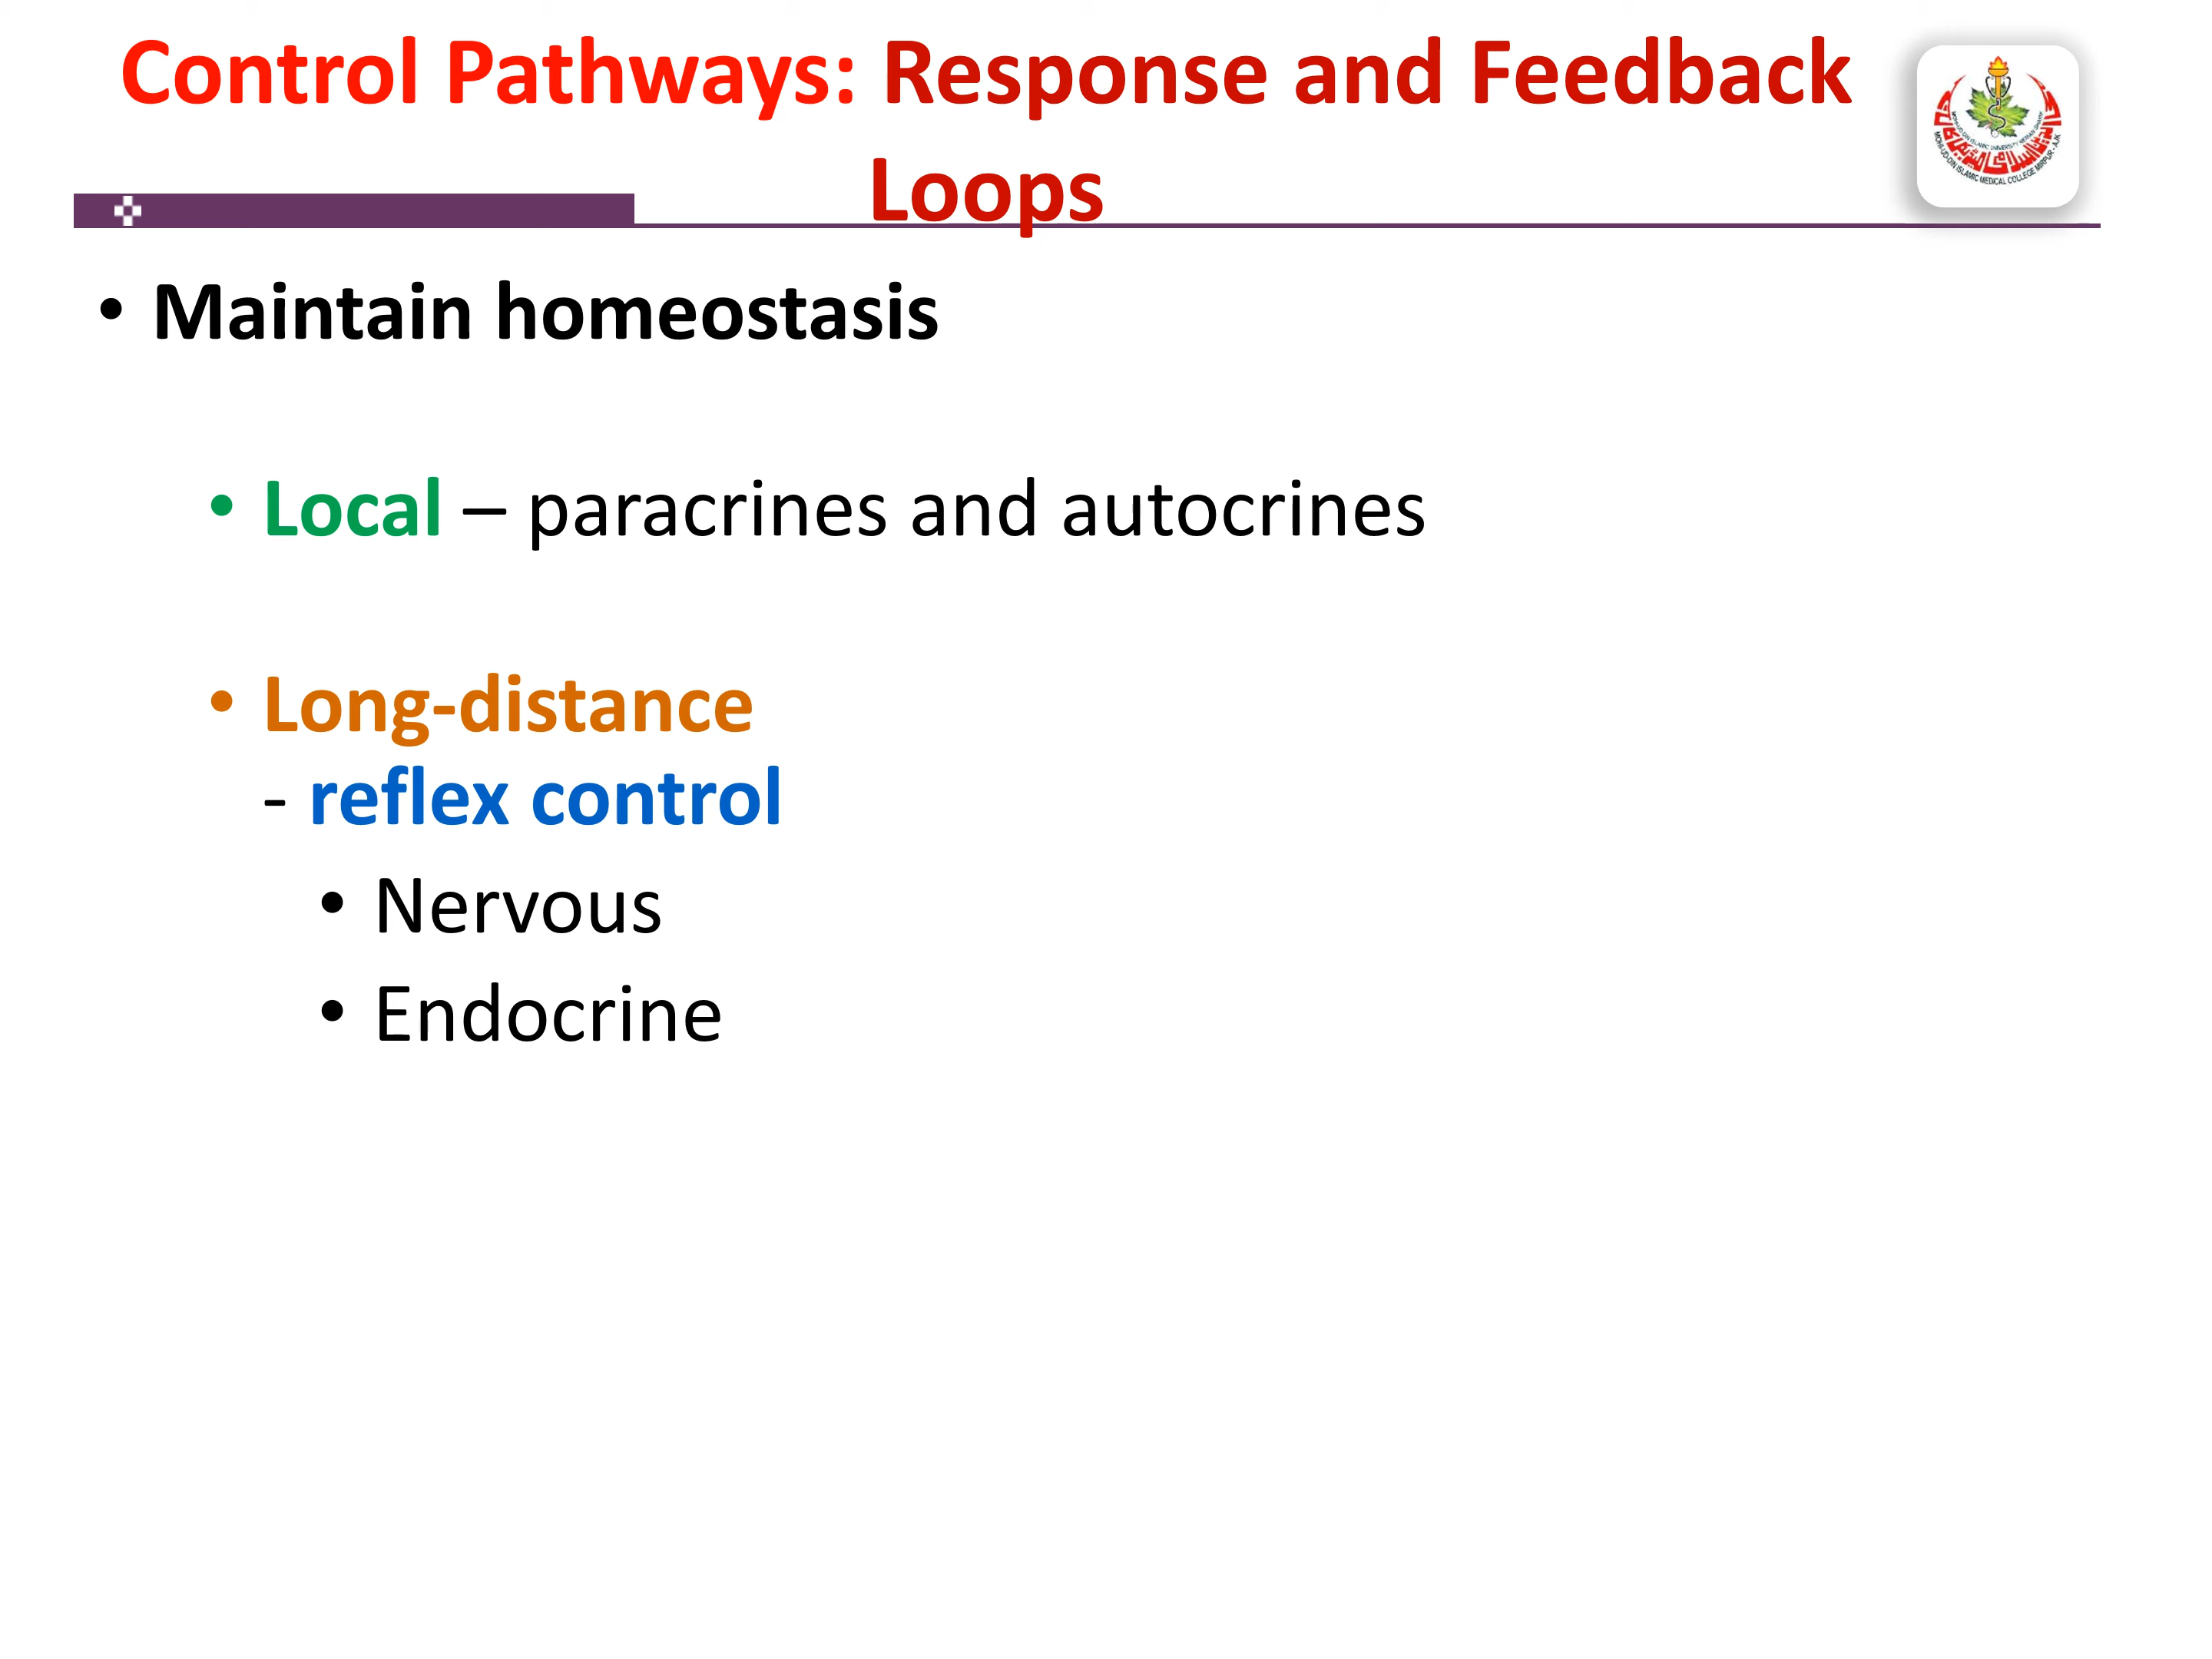 Control Pathways: Response and Feedback
Loops
• Maintain homeostasis
• Local – paracrines and autocrines
• Long-distance
- reflex control
• Nervous
• Endocrine